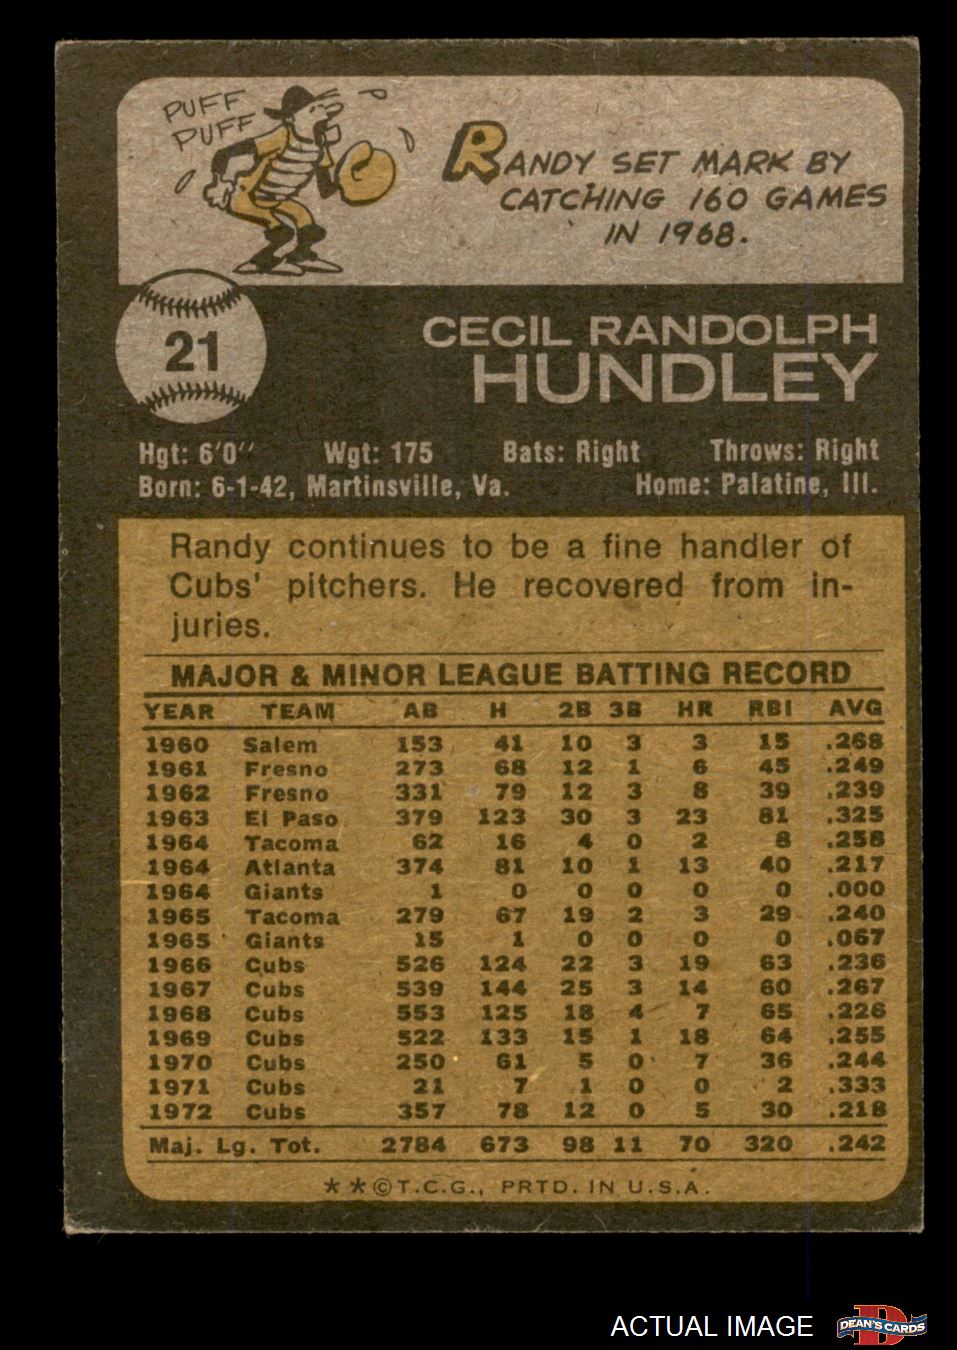 PUFF
PUFF
RANDY SET MARK BY
CATCHING 160 GAMES
IN 1968.
21
CECIL RANDOLPH
HUNDLEY
Hgt: 6'0" Wgt: 175 Bats: Right Throws: Right
Born: 6-1-42, Martinsville, Va. Home: Palatine, Ill.
Randy continues to be a fine handler of
Cubs' pitchers. He recovered from in-
juries.
MAJOR & MINOR LEAGUE BATTING RECORD
YEAR TEAM AB H 2B 3B HR RBI AVG
1960 Salem 153 41 10 3 3 15 .268
1961 Fresno 273 68 12 1 6 45 .249
1962 Fresno 331 79 12 3 8 39 .239
1963 El Paso 379 123 30 3 23 81 .325
1964 Tacoma 62 16 4 0 2 8 .258
1964 Atlanta 374 81 10 1 13 40 .217
1964 Giants 1 0 0 0 0 0 .000
1965 Tacoma 279 67 19 2 3 29 .240
1965 Giants 15 1 0 0 0 0 .067
1966 Cubs 526 124 22 3 19 63 .236
1967 Cubs 539 144 25 3 14 60 .267
1968 Cubs 553 125 18 4 7 65 .226
1969 Cubs 522 133 15 1 18 64 .255
1970 Cubs 250 61 5 0 7 36 .244
1971 Cubs 21 7 1 0 0 2 .333
1972 Cubs 357 78 12 0 5 30 .218
Maj. Lg. Tot. 2784 673 98 11 70 320 .242
**©T.C.G., PRTD. IN U.S.A.
ACTUAL IMAGE
D
DEAN'S CARDS